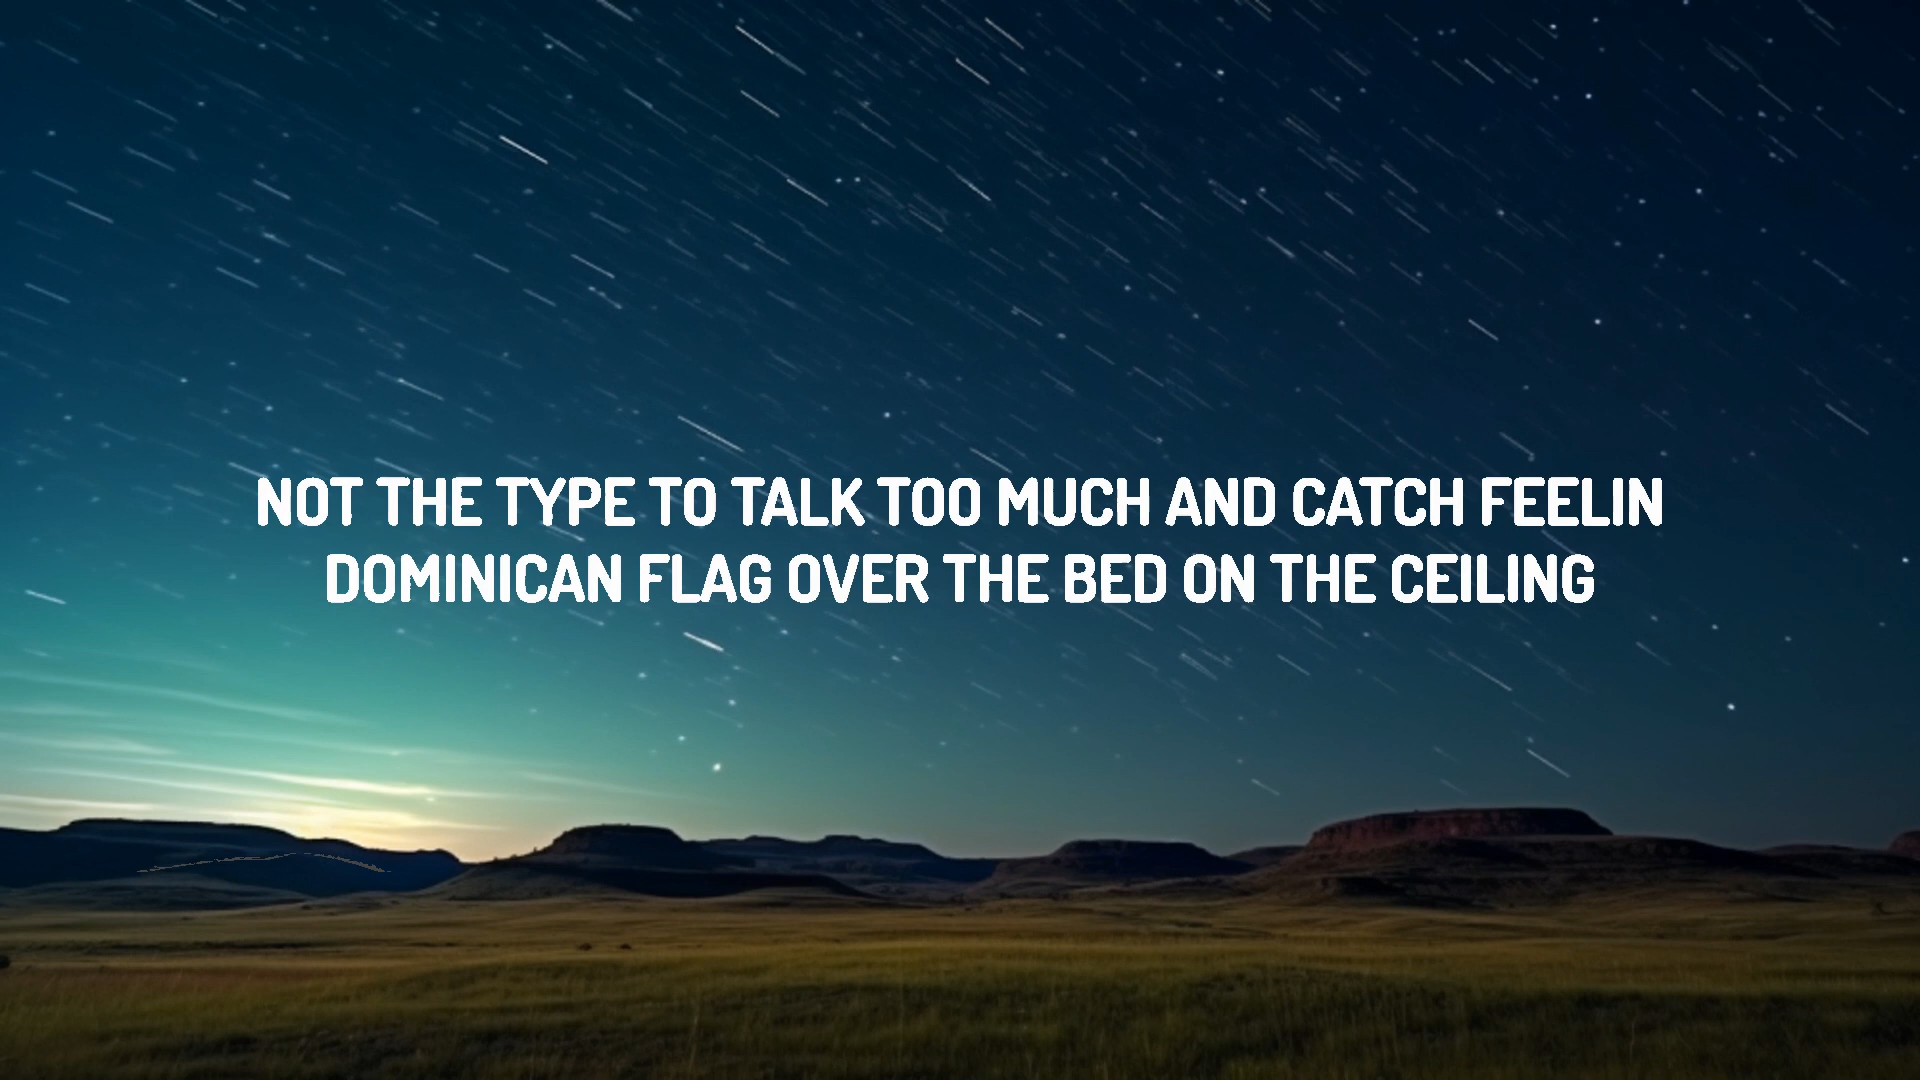 NOT THE TYPE TO TALK TOO MUCH AND CATCH FEELIN
DOMINICAN FLAG OVER THE BED ON THE CEILING